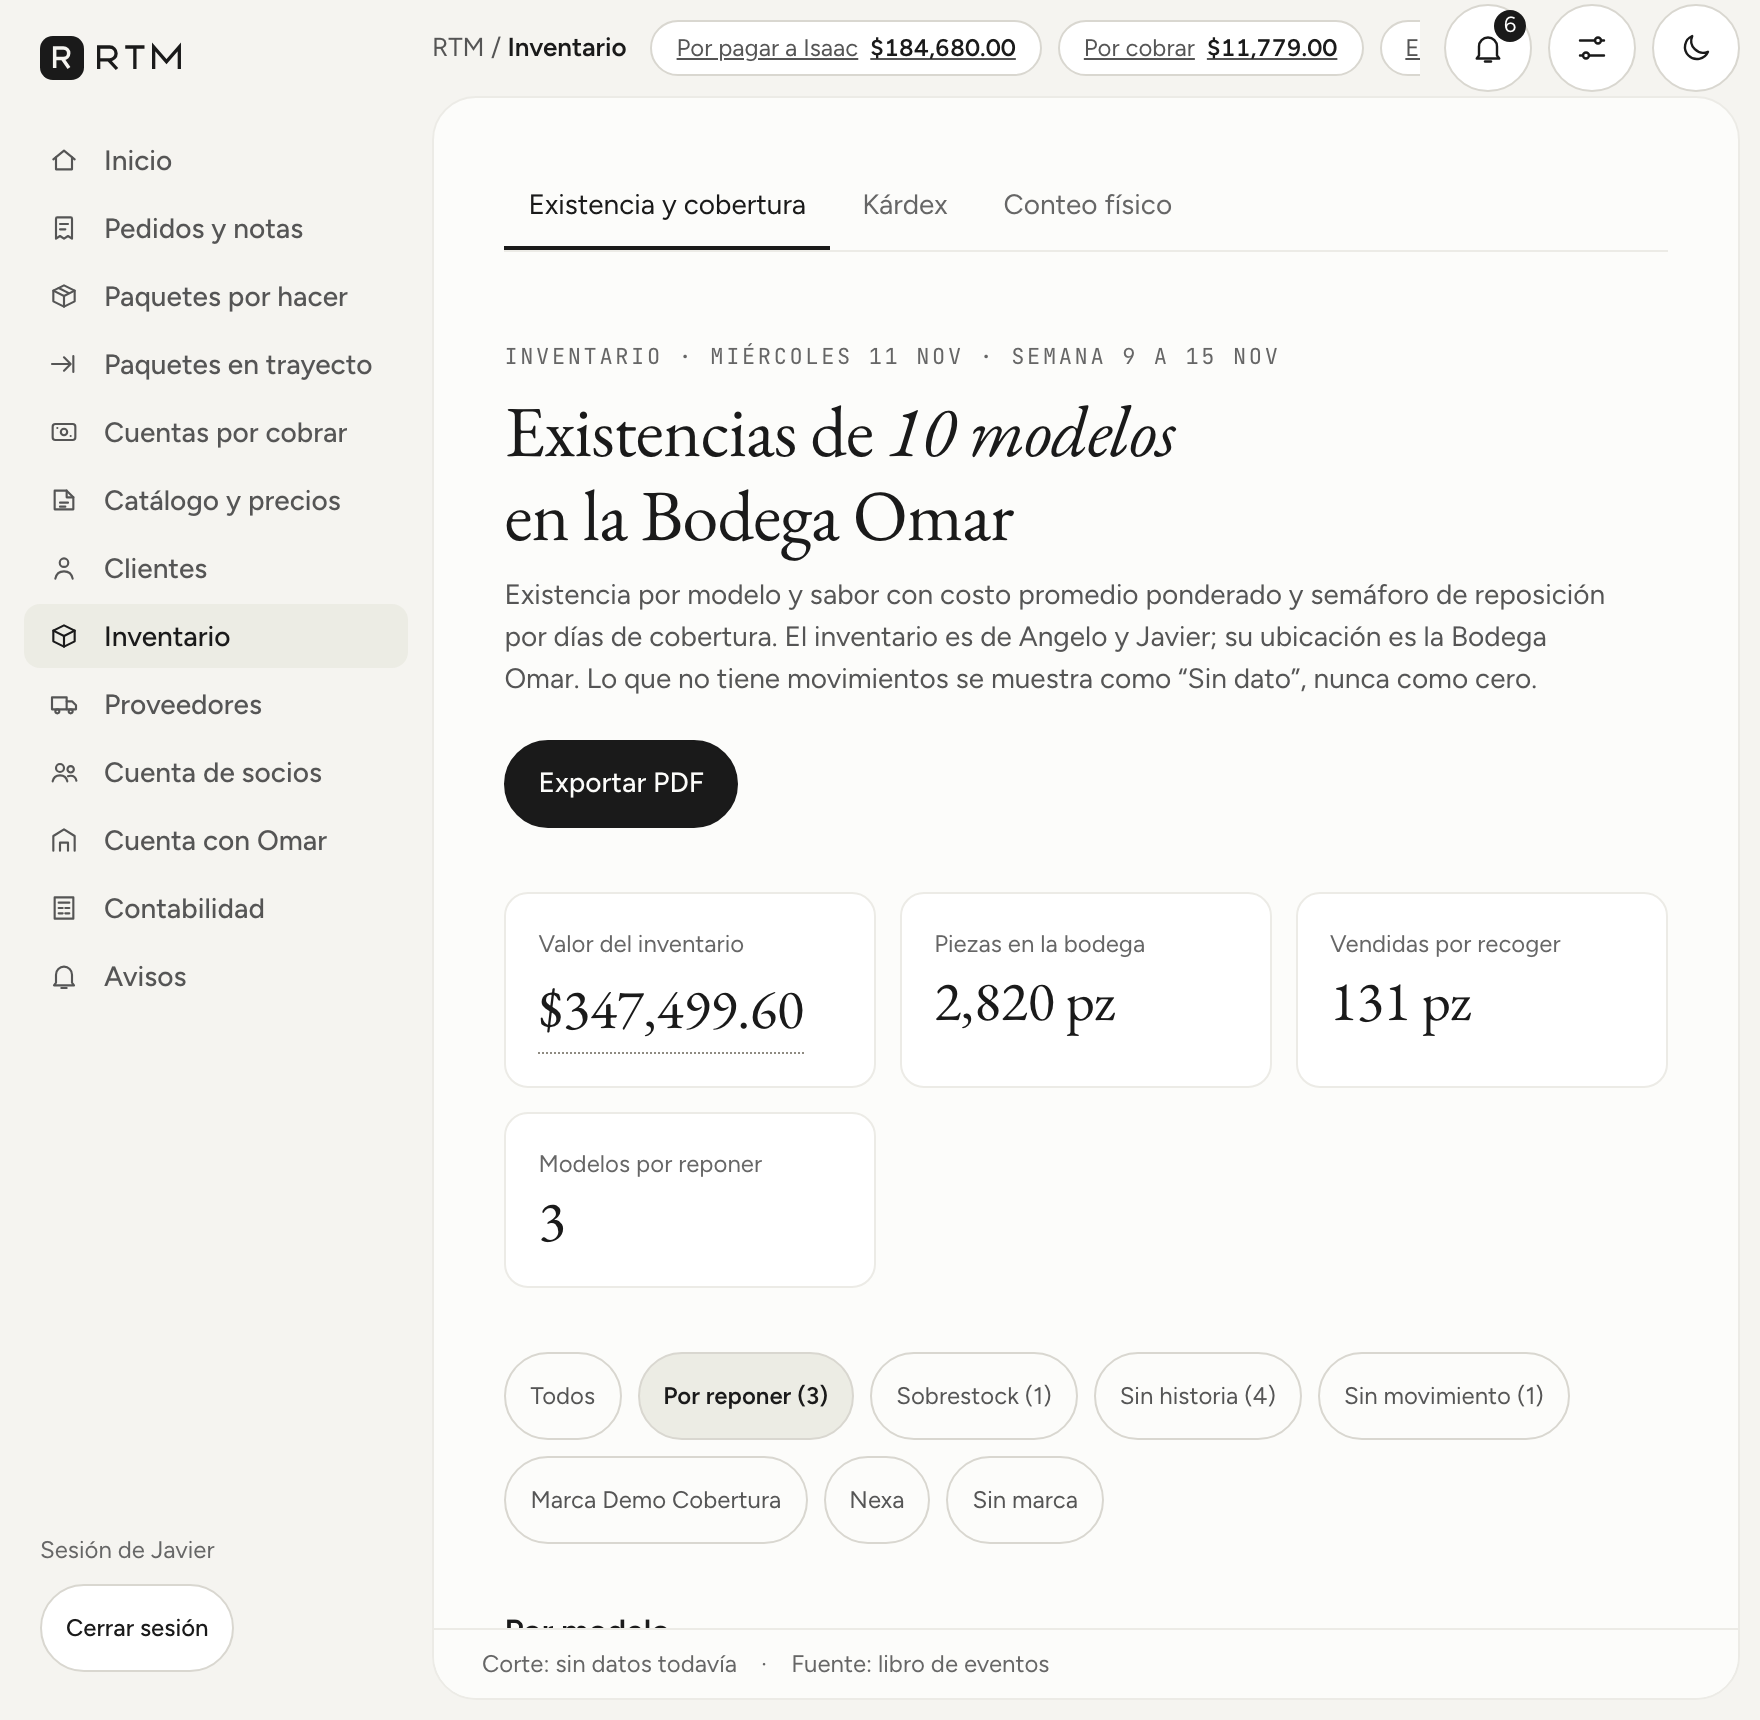 R RTM
Inicio
Pedidos y notas
Paquetes por hacer
Paquetes en trayecto
Cuentas por cobrar
Catálogo y precios
Clientes
Inventario
Proveedores
Cuenta de socios
Cuenta con Omar
Contabilidad
Avisos
Sesión de Javier
Cerrar sesión
RTM / Inventario
Por pagar a Isaac $184,680.00
Por cobrar $11,779.00
6
Existencia y cobertura Kárdex Conteo físico
INVENTARIO · MIÉRCOLES 11 NOV · SEMANA 9 A 15 NOV
Existencias de 10 modelos
en la Bodega Omar
Existencia por modelo y sabor con costo promedio ponderado y semáforo de reposición
por días de cobertura. El inventario es de Angelo y Javier; su ubicación es la Bodega
Omar. Lo que no tiene movimientos se muestra como “Sin dato”, nunca como cero.
Exportar PDF
Valor del inventario
$347,499.60
Piezas en la bodega
2,820 pz
Vendidas por recoger
131 pz
Modelos por reponer
3
Todos Por reponer (3) Sobrestock (1) Sin historia (4) Sin movimiento (1)
Marca Demo Cobertura Nexa Sin marca
Por modelo
Corte: sin datos todavía · Fuente: libro de eventos